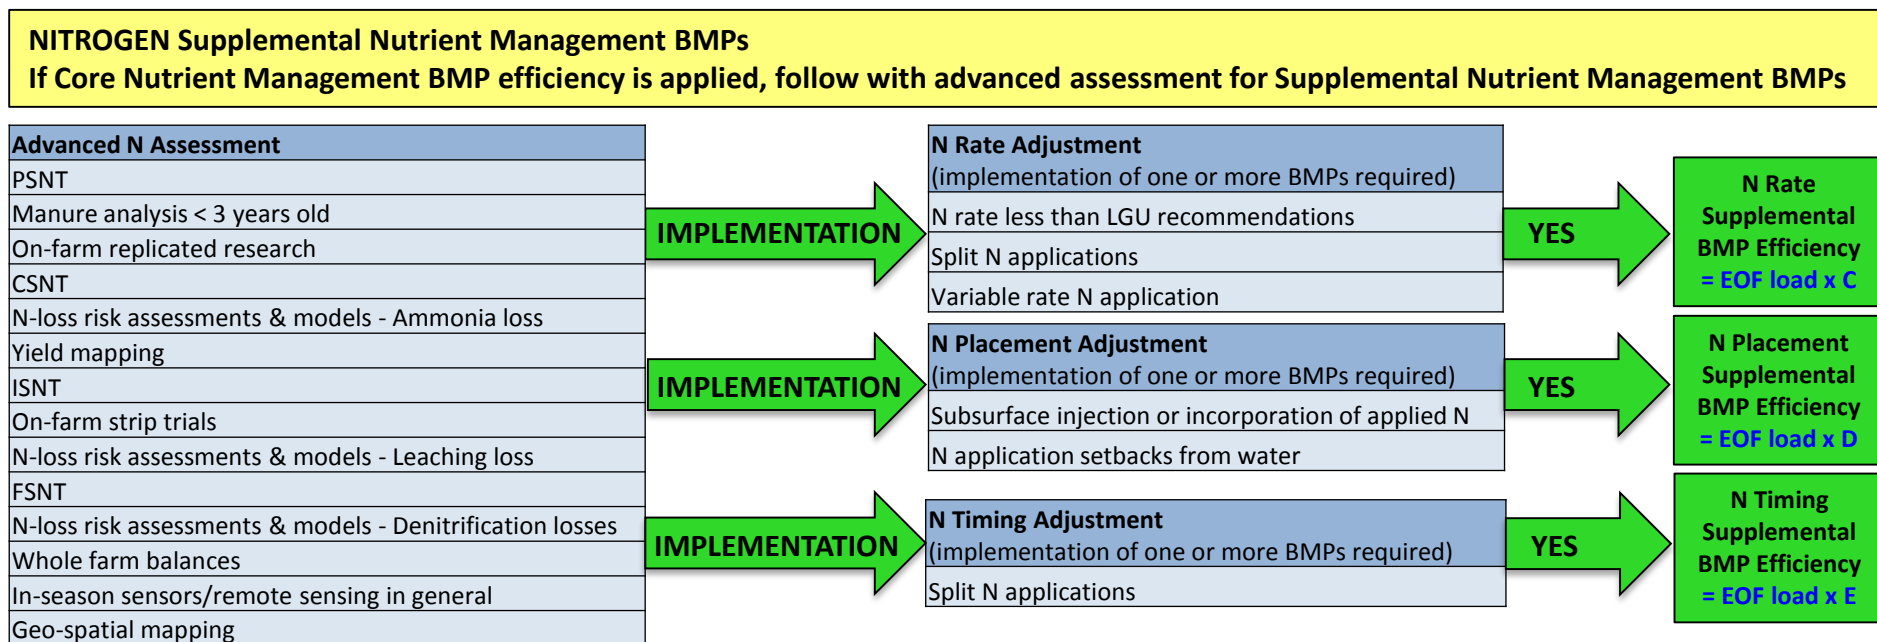 NITROGEN Supplemental Nutrient Management BMPs
If Core Nutrient Management BMP efficiency is applied, follow with advanced assessment for Supplemental Nutrient Management BMPs
Advanced N Assessment
PSNT
Manure analysis < 3 years old
On-farm replicated research
CSNT
N-loss risk assessments & models - Ammonia loss
Yield mapping
ISNT
On-farm strip trials
N-loss risk assessments & models - Leaching loss
FSNT
N-loss risk assessments & models - Denitrification losses
Whole farm balances
In-season sensors/remote sensing in general
Geo-spatial mapping
IMPLEMENTATION
N Rate Adjustment
(implementation of one or more BMPs required)
N rate less than LGU recommendations
Split N applications
Variable rate N application
YES
N Rate
Supplemental
BMP Efficiency
= EOF load x C
IMPLEMENTATION
N Placement Adjustment
(implementation of one or more BMPs required)
Subsurface injection or incorporation of applied N
N application setbacks from water
YES
N Placement
Supplemental
BMP Efficiency
= EOF load x D
IMPLEMENTATION
N Timing Adjustment
(implementation of one or more BMPs required)
Split N applications
YES
N Timing
Supplemental
BMP Efficiency
= EOF load x E